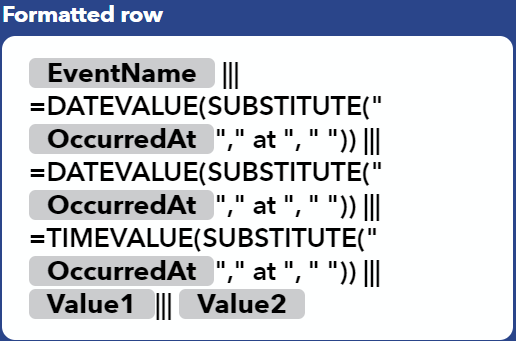 Formatted row
EventName |||
=DATEVALUE(SUBSTITUTE("
OccurredAt "," at ", " ")) |||
=DATEVALUE(SUBSTITUTE("
OccurredAt "," at ", " ")) |||
=TIMEVALUE(SUBSTITUTE("
OccurredAt "," at ", " ")) |||
Value1 ||| Value2